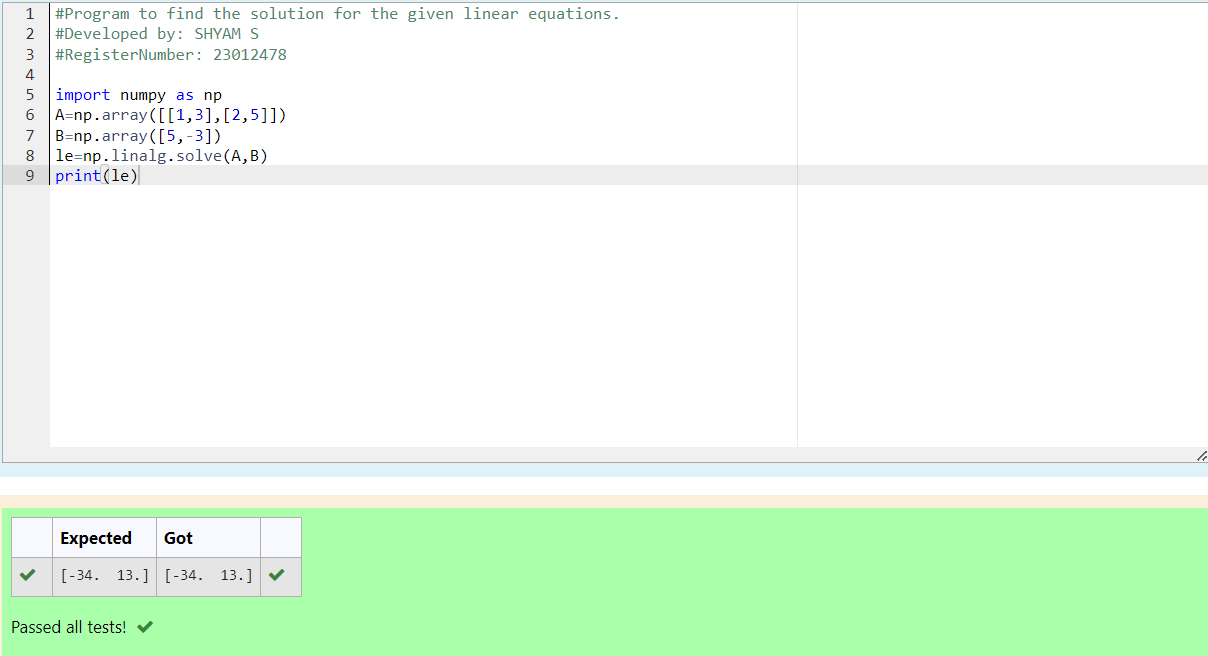 1 #Program to find the solution for the given linear equations.
2 #Developed by: SHYAM S
3 #RegisterNumber: 23012478
4
5 import numpy as np
6 A=np.array([[1,3],[2,5]])
7 B=np.array([5,-3])
8 le=np.linalg.solve(A,B)
9 print(le)
Expected Got
[-34.  13.] [-34.  13.]
Passed all tests!